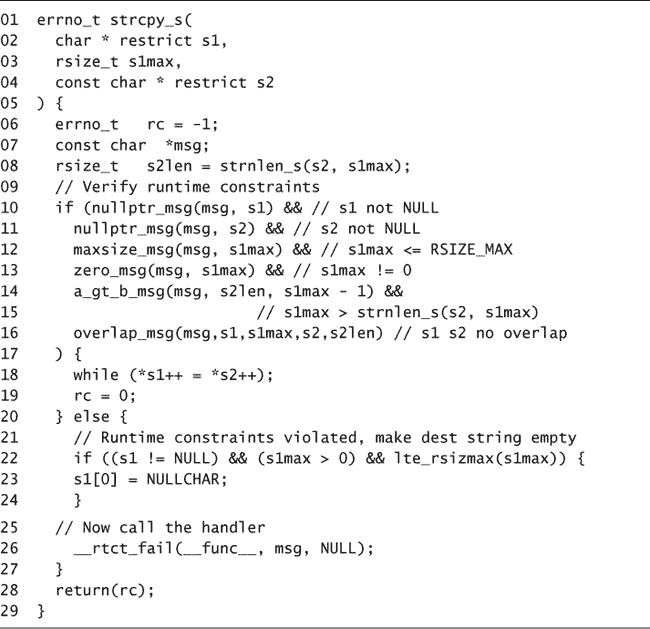 01 errno_t strcpy_s(
02   char * restrict s1,
03   rsize_t s1max,
04   const char * restrict s2
05 ) {
06   errno_t   rc = -1;
07   const char  *msg;
08   rsize_t   s2len = strnlen_s(s2, s1max);
09   // Verify runtime constraints
10   if (nullptr_msg(msg, s1) && // s1 not NULL
11     nullptr_msg(msg, s2) && // s2 not NULL
12     maxsize_msg(msg, s1max) && // s1max <= RSIZE_MAX
13     zero_msg(msg, s1max) && // s1max != 0
14     a_gt_b_msg(msg, s2len, s1max - 1) &&
15                     // s1max > strnlen_s(s2, s1max)
16     overlap_msg(msg,s1,s1max,s2,s2len) // s1 s2 no overlap
17   ) {
18     while (*s1++ = *s2++);
19     rc = 0;
20   } else {
21     // Runtime constraints violated, make dest string empty
22     if ((s1 != NULL) && (s1max > 0) && lte_rsizmax(s1max)) {
23     s1[0] = NULLCHAR;
24     }
25   // Now call the handler
26     __rtct_fail(__func__, msg, NULL);
27   }
28   return(rc);
29 }